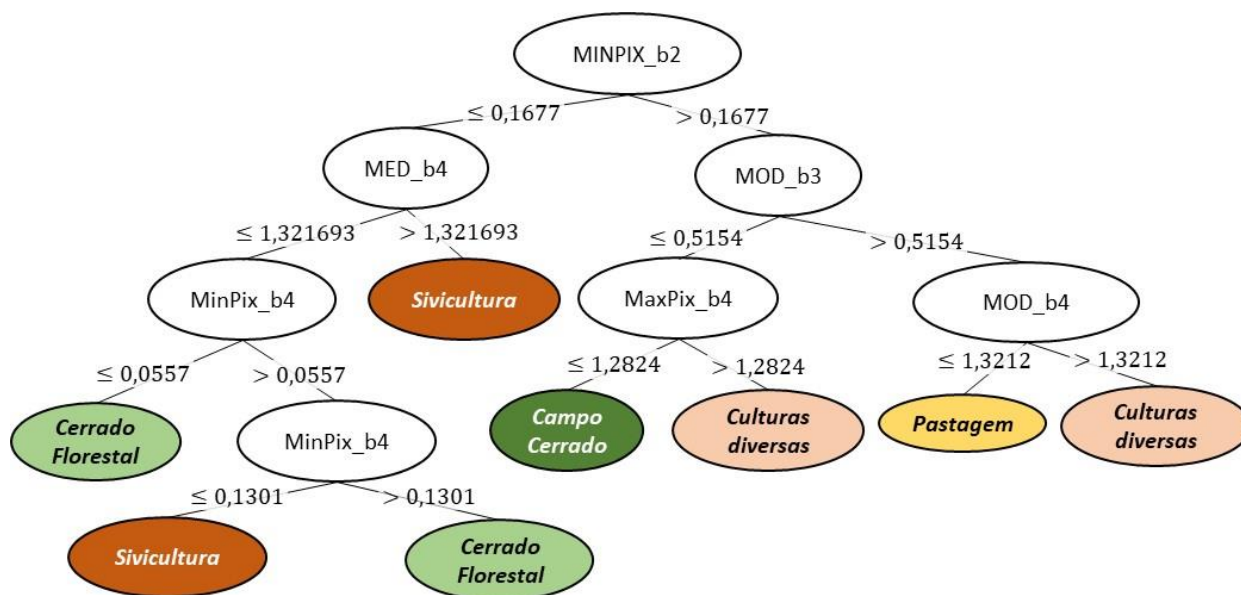 MINPIX_b2
≤ 0,1677
> 0,1677
MED_b4
MOD_b3
≤ 1,321693
> 1,321693
≤ 0,5154
> 0,5154
MinPix_b4
Sivicultura
MaxPix_b4
MOD_b4
≤ 0,0557
> 0,0557
≤ 1,2824
> 1,2824
≤ 1,3212
> 1,3212
Cerrado
Florestal
MinPix_b4
Campo
Cerrado
Culturas
diversas
Pastagem
Culturas
diversas
≤ 0,1301
> 0,1301
Sivicultura
Cerrado
Florestal